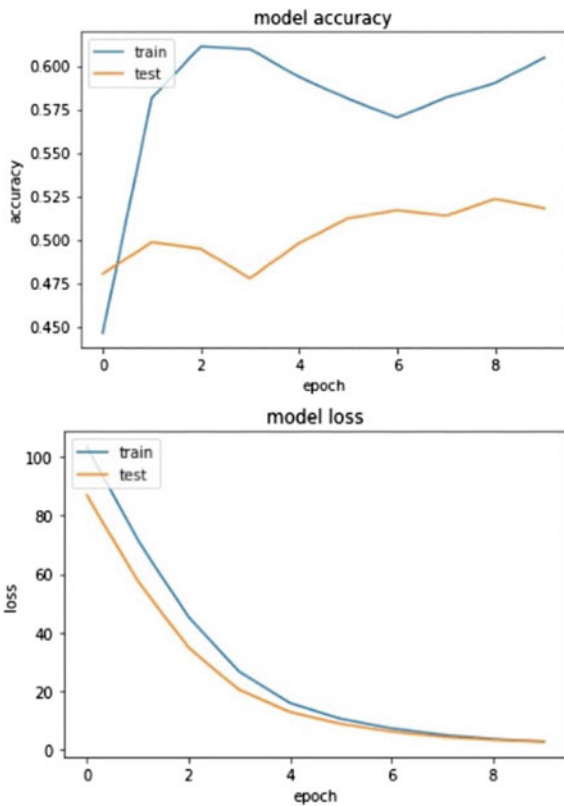 model accuracy
train
test
0.600
0.575
0.550
0.525
0.500
0.475
0.450
accuracy
0 2 4 6 8
epoch
model loss
train
test
100
80
60
40
20
0
loss
0 2 4 6 8
epoch